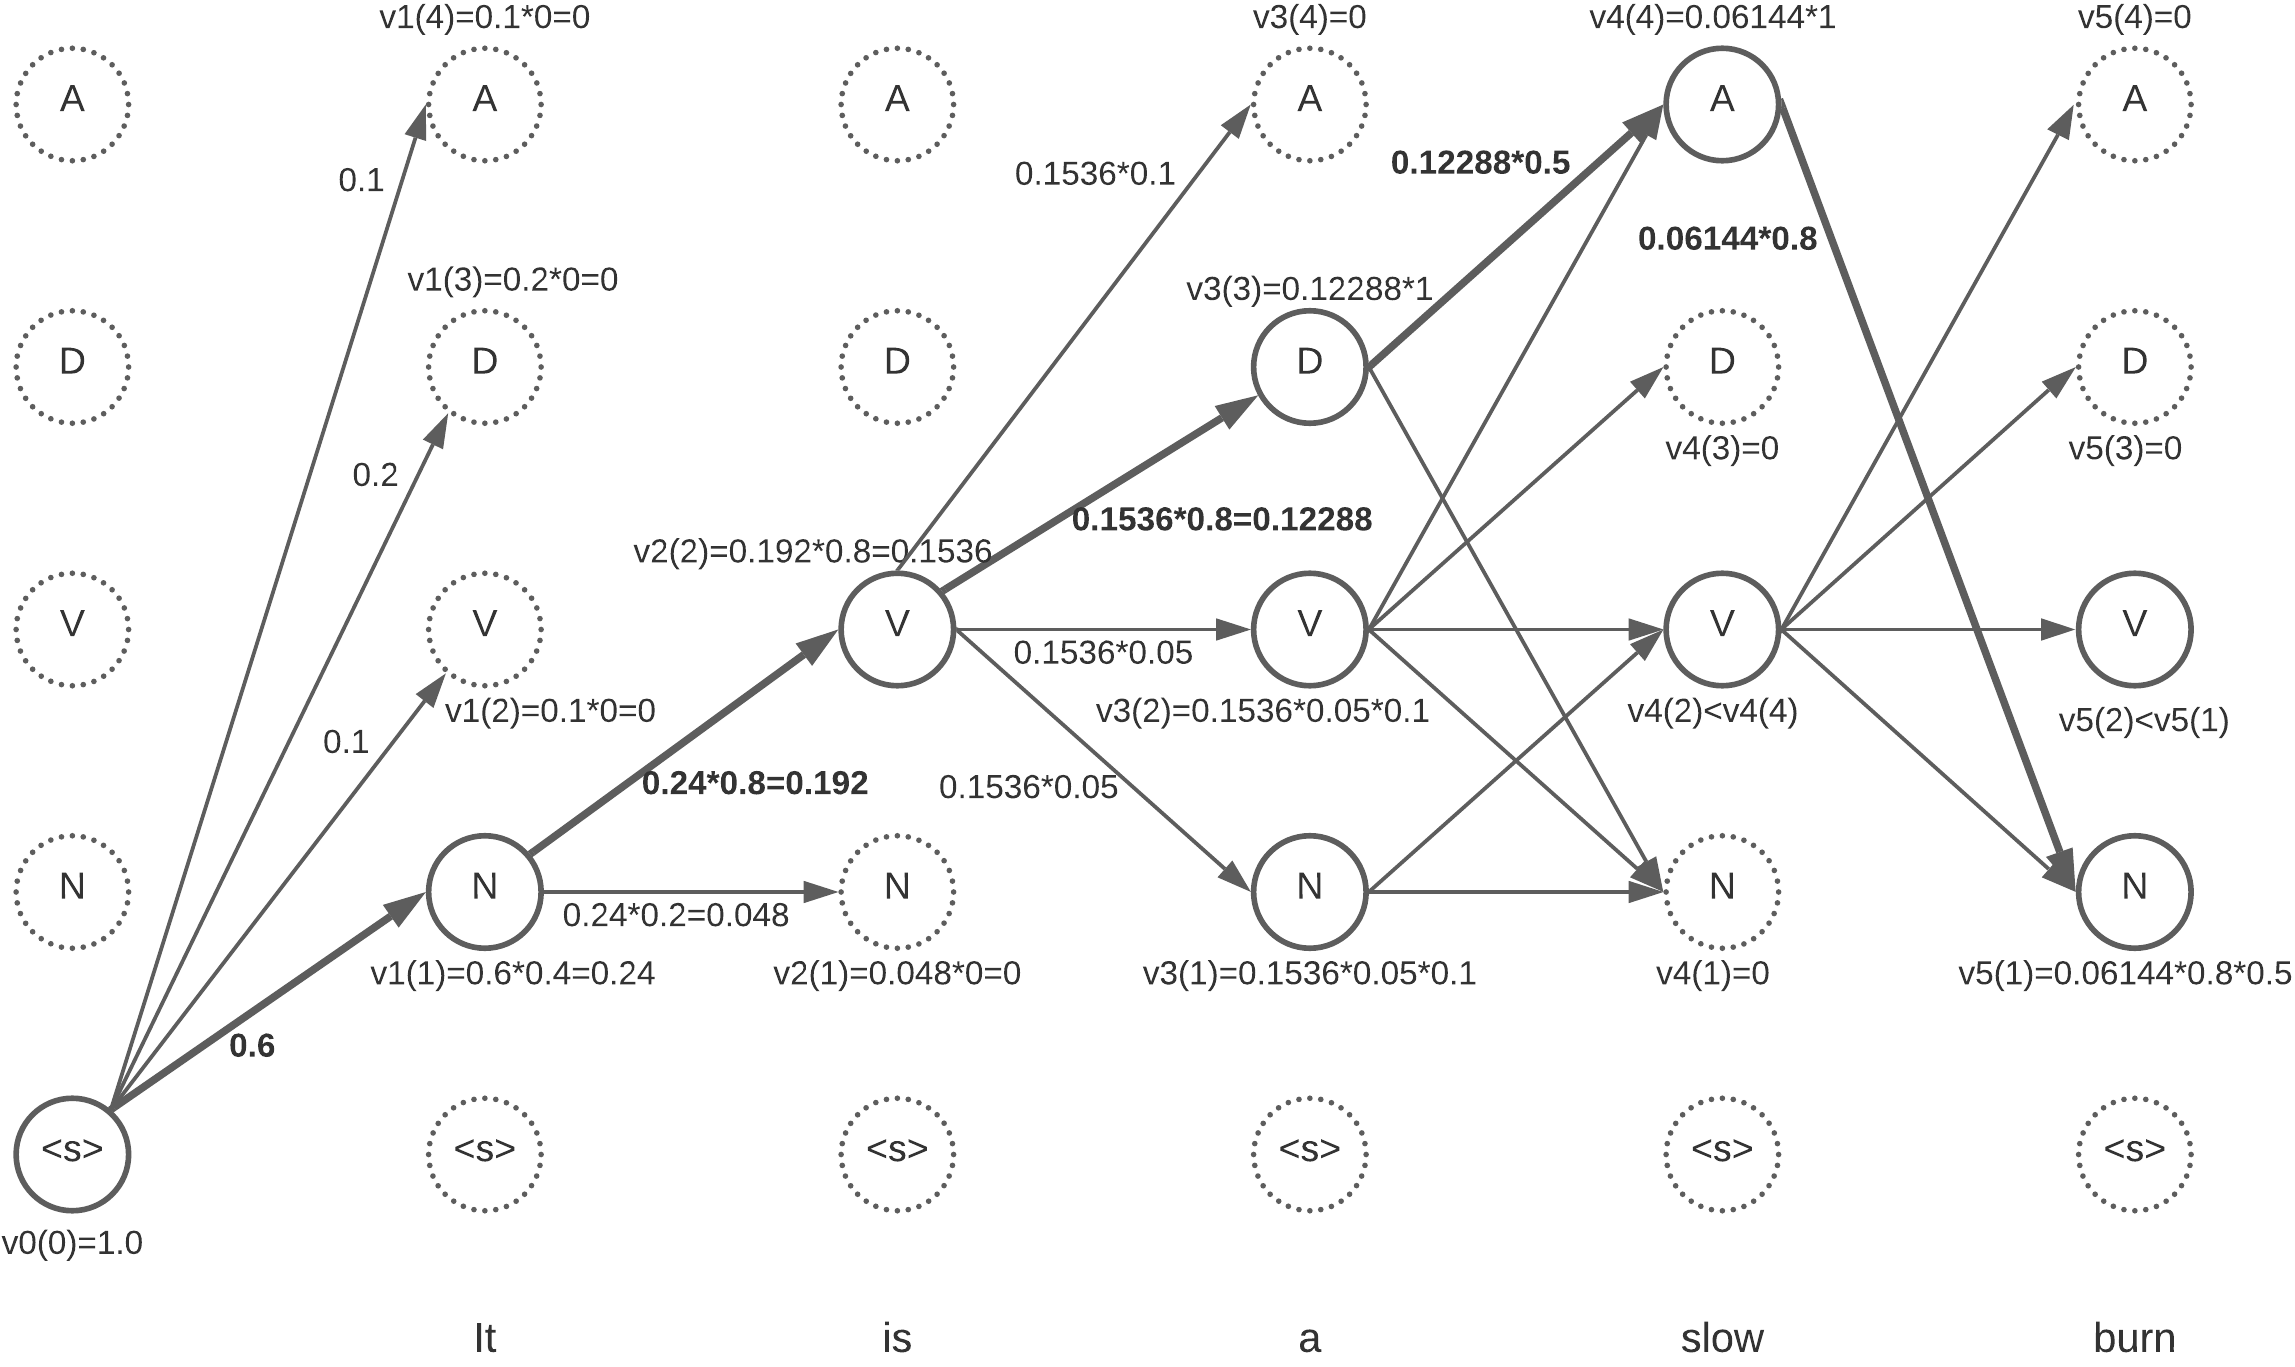 v1(4)=0.1*0=0
v3(4)=0
v4(4)=0.06144*1
v5(4)=0
A
A
A
A
A
A
0.1
0.1536*0.1
0.12288*0.5
0.06144*0.8
v1(3)=0.2*0=0
v3(3)=0.12288*1
D
D
D
D
D
D
0.2
v4(3)=0
v5(3)=0
0.1536*0.8=0.12288
v2(2)=0.192*0.8=0.1536
V
V
V
V
V
V
0.1536*0.05
v1(2)=0.1*0=0
v3(2)=0.1536*0.05*0.1
v4(2)<v4(4)
v5(2)<v5(1)
0.1
0.24*0.8=0.192
0.1536*0.05
N
N
N
N
N
N
0.24*0.2=0.048
v1(1)=0.6*0.4=0.24
v2(1)=0.048*0=0
v3(1)=0.1536*0.05*0.1
v4(1)=0
v5(1)=0.06144*0.8*0.5
0.6
<s>
<s>
<s>
<s>
<s>
<s>
v0(0)=1.0
It
is
a
slow
burn